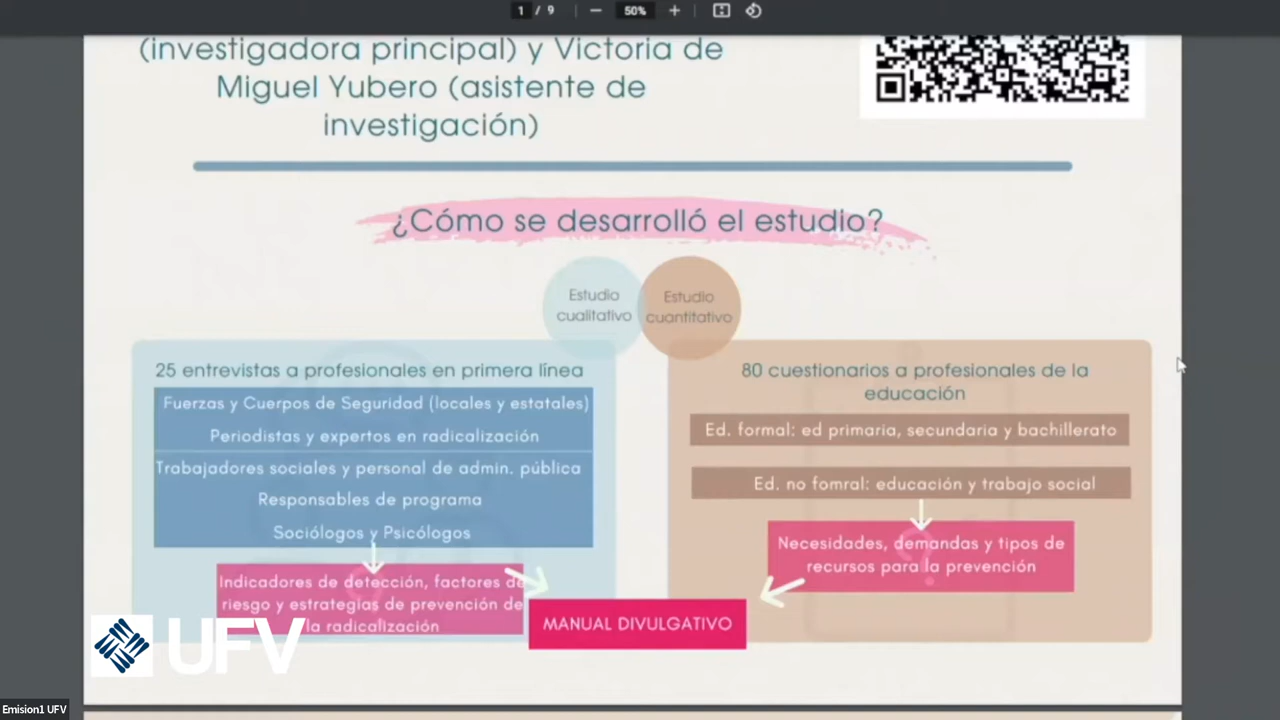 1 / 9
50%
(investigadora principal) y Victoria de
Miguel Yubero (asistente de
investigación)
¿Cómo se desarrolló el estudio?
Estudio
cualitativo
Estudio
cuantitativo
25 entrevistas a profesionales en primera línea
Fuerzas y Cuerpos de Seguridad (locales y estatales)
Periodistas y expertos en radicalización
Trabajadores sociales y personal de admin. pública
Responsables de programa
Sociólogos y Psicólogos
Indicadores de detección, factores de
riesgo y estrategias de prevención de
la radicalización
80 cuestionarios a profesionales de la
educación
Ed. formal: ed primaria, secundaria y bachillerato
Ed. no fomral: educación y trabajo social
Necesidades, demandas y tipos de
recursos para la prevención
MANUAL DIVULGATIVO
UFV
Emision1 UFV